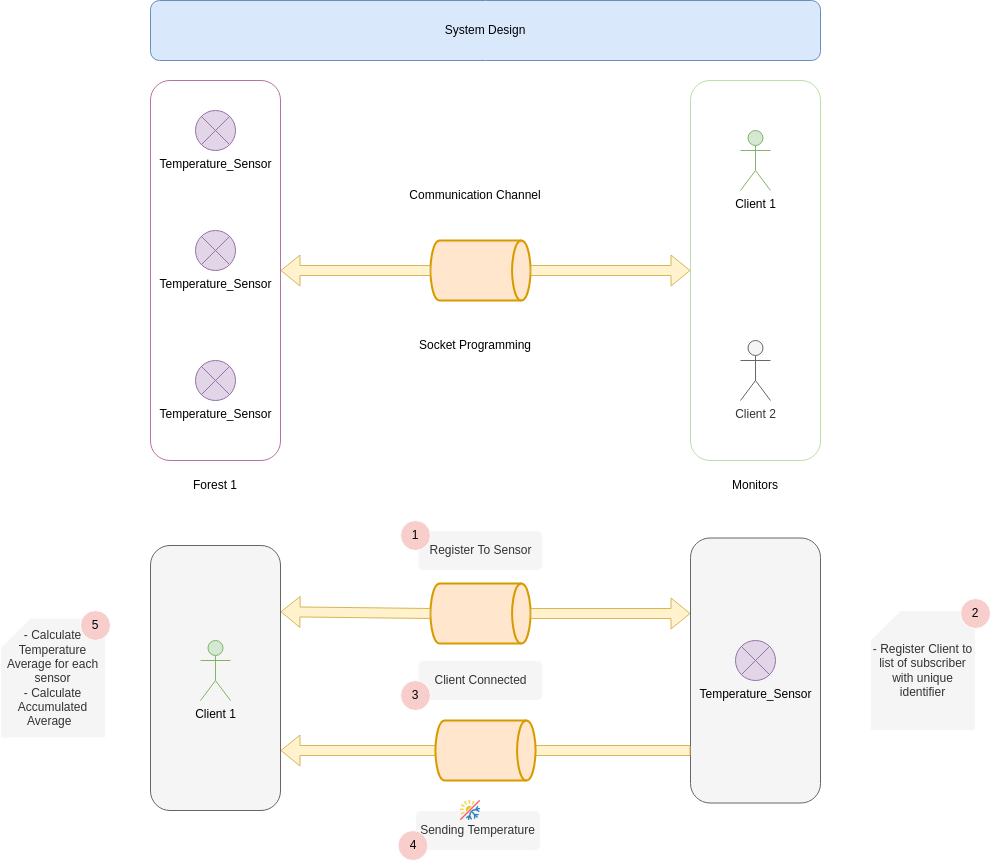 System Design
Temperature_Sensor
Client 1
Communication Channel
Temperature_Sensor
Socket Programming
Temperature_Sensor
Client 2
Forest 1
Monitors
1
Register To Sensor
5
- Calculate
Temperature
Average for each
sensor
- Calculate
Accumulated
Average
Client 1
2
- Register Client to
list of subscriber
with unique
identifier
Client Connected
3
Temperature_Sensor
Sending Temperature
4